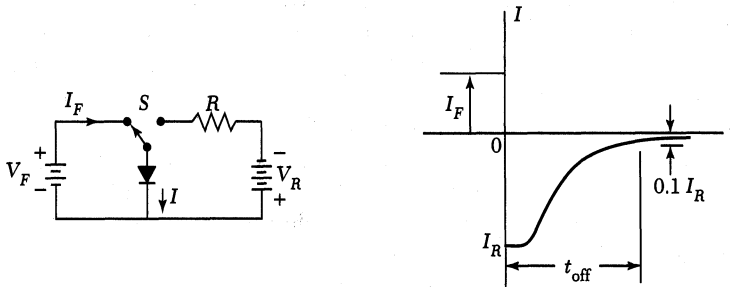 I_F S R
+ −
V_F V_R
− I +
I
I_F
0
0.1 I_R
I_R
t_off